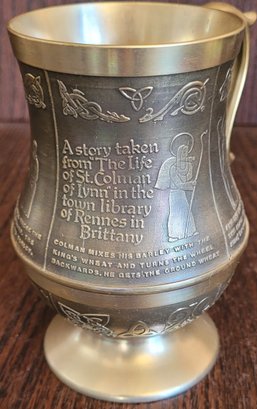 A story taken
from "The Life
of St. Colman
of Lynn" in the
town library
of Rennes in
Brittany
COLMAN MIXES HIS BARLEY WITH THE
KING'S WHEAT AND TURNS THE WHEEL
BACKWARDS, HE GETS THE GROUND WHEAT